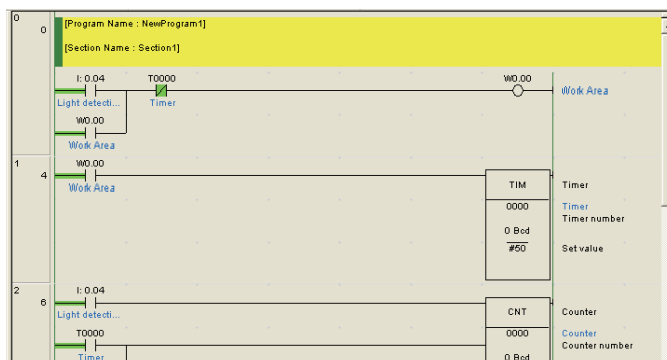 0
0
[Program Name : NewProgram1]
[Section Name : Section1]
I: 0.04
T0000
W0.00
Light detecti...
Timer
Work Area
W0.00
Work Area
1
4
W0.00
Work Area
TIM
Timer
0000
Timer
Timer number
0 Bcd
#50
Set value
2
6
I: 0.04
Light detecti...
CNT
Counter
T0000
Timer
0000
Counter
Counter number
0 Bcd